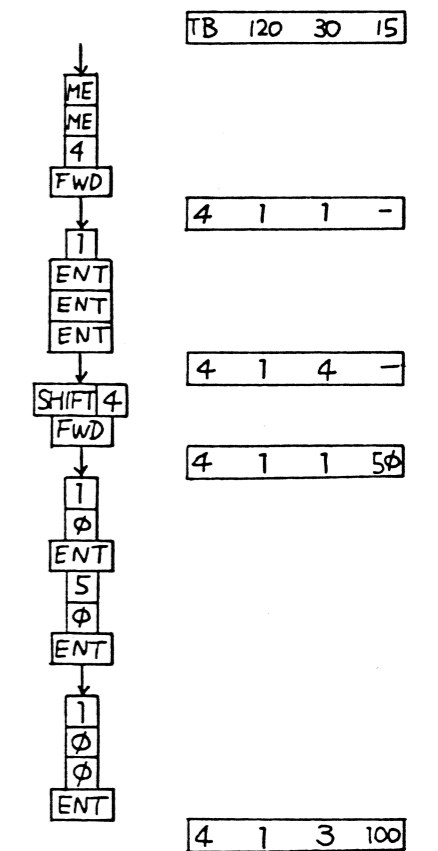 TB 120 30 15
ME
ME
4
FWD
4 1 1 -
1
ENT
ENT
ENT
4 1 4 -
SHIFT 4
FWD
4 1 1 5Ø
1
Ø
ENT
5
Ø
ENT
1
Ø
Ø
ENT
4 1 3 100